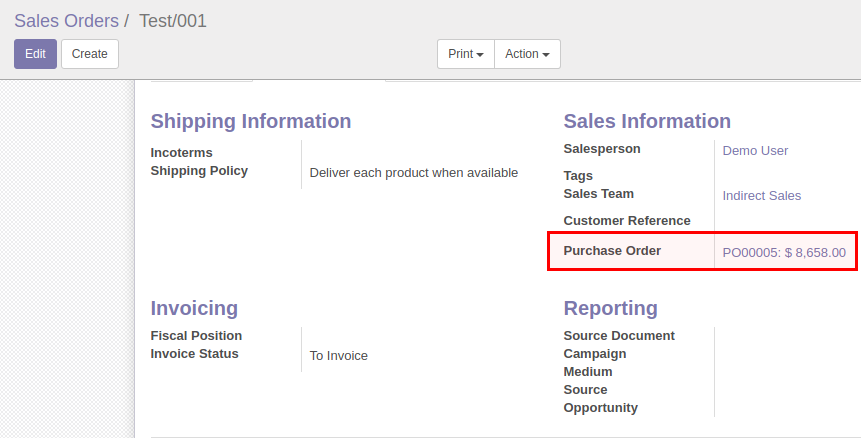 Sales Orders / Test/001
Edit Create Print Action
Shipping Information
Incoterms
Shipping Policy Deliver each product when available
Sales Information
Salesperson Demo User
Tags
Sales Team Indirect Sales
Customer Reference
Purchase Order PO00005: $ 8,658.00
Invoicing
Fiscal Position
Invoice Status To Invoice
Reporting
Source Document
Campaign
Medium
Source
Opportunity